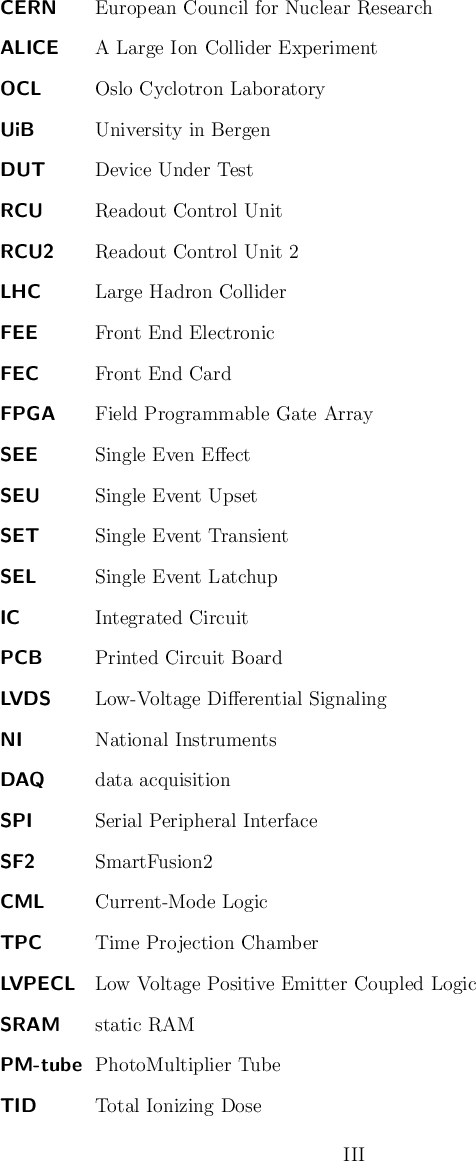 CERN European Council for Nuclear Research
ALICE A Large Ion Collider Experiment
OCL Oslo Cyclotron Laboratory
UiB University in Bergen
DUT Device Under Test
RCU Readout Control Unit
RCU2 Readout Control Unit 2
LHC Large Hadron Collider
FEE Front End Electronic
FEC Front End Card
FPGA Field Programmable Gate Array
SEE Single Even Effect
SEU Single Event Upset
SET Single Event Transient
SEL Single Event Latchup
IC Integrated Circuit
PCB Printed Circuit Board
LVDS Low-Voltage Differential Signaling
NI National Instruments
DAQ data acquisition
SPI Serial Peripheral Interface
SF2 SmartFusion2
CML Current-Mode Logic
TPC Time Projection Chamber
LVPECL Low Voltage Positive Emitter Coupled Logic
SRAM static RAM
PM-tube PhotoMultiplier Tube
TID Total Ionizing Dose
III